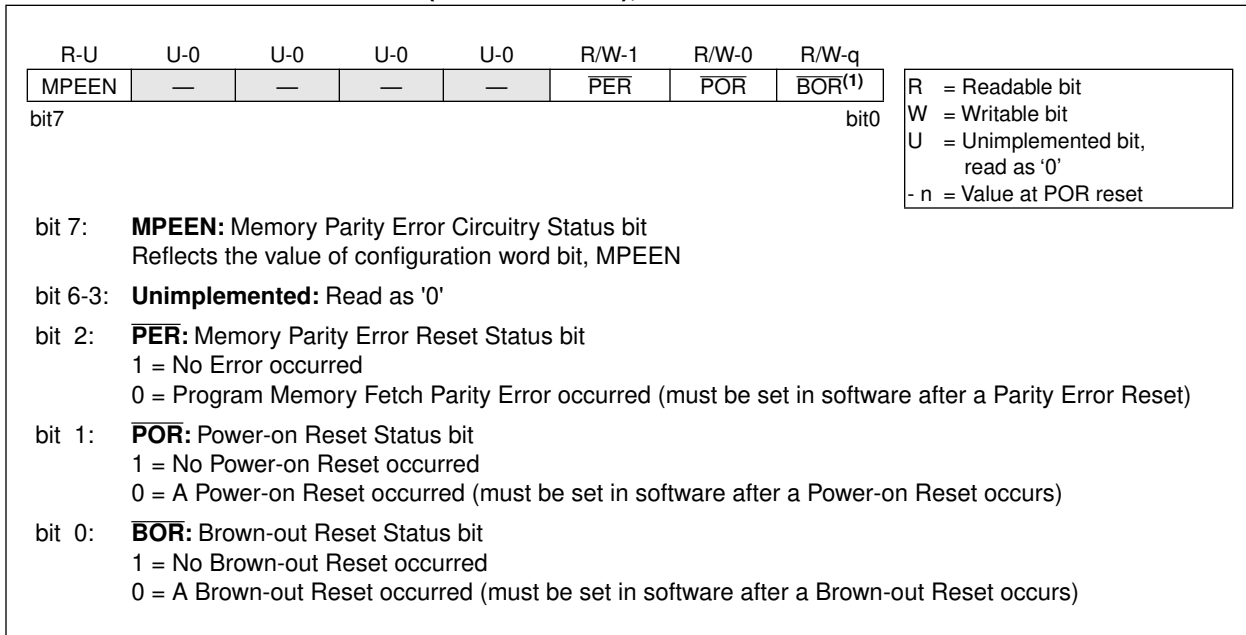 R-U U-0 U-0 U-0 U-0 R/W-1 R/W-0 R/W-q
MPEEN — — — — P̅E̅R̅ P̅O̅R̅ B̅O̅R̅(1)
bit7 bit0
R = Readable bit
W = Writable bit
U = Unimplemented bit,
read as ‘0’
- n = Value at POR reset
bit 7: MPEEN: Memory Parity Error Circuitry Status bit
Reflects the value of configuration word bit, MPEEN
bit 6-3: Unimplemented: Read as '0'
bit 2: P̅E̅R̅: Memory Parity Error Reset Status bit
1 = No Error occurred
0 = Program Memory Fetch Parity Error occurred (must be set in software after a Parity Error Reset)
bit 1: P̅O̅R̅: Power-on Reset Status bit
1 = No Power-on Reset occurred
0 = A Power-on Reset occurred (must be set in software after a Power-on Reset occurs)
bit 0: B̅O̅R̅: Brown-out Reset Status bit
1 = No Brown-out Reset occurred
0 = A Brown-out Reset occurred (must be set in software after a Brown-out Reset occurs)